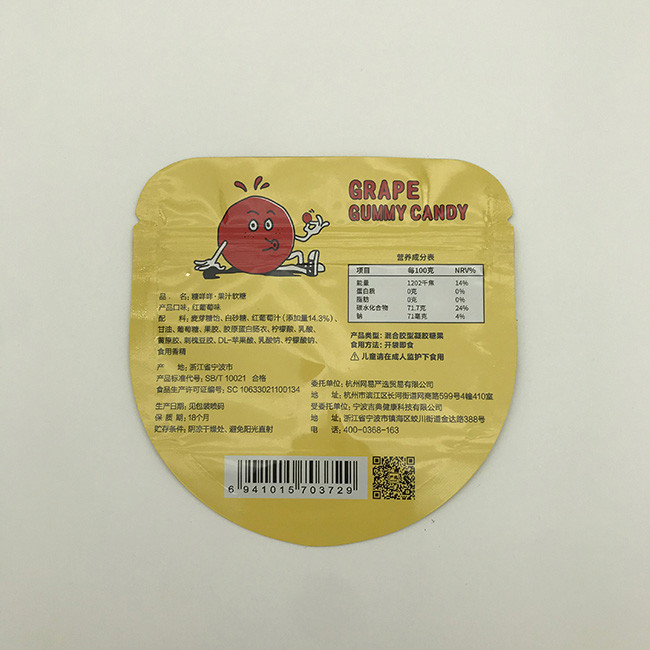 GRAPE
GUMMY CANDY
营养成分表
项目 每100克 NRV%
能量 1202千焦 14%
蛋白质 0克 0%
脂肪 0克 0%
碳水化合物 71.7克 24%
钠 71毫克 4%
产品类型: 混合胶型凝胶糖果
食用方法: 开袋即食
儿童请在成人监护下食用
品 名: 糖咩咩·果汁软糖
产品口味: 红葡萄味
配 料: 麦芽糖饴、白砂糖、红葡萄汁 (添加量14.3%)、
甘油、葡萄糖、果胶、胶原蛋白肠衣、柠檬酸、乳酸、
黄原胶、刺槐豆胶、DL-苹果酸、乳酸钠、柠檬酸钠、
食用香精
产 地: 浙江省宁波市
产品标准代号: SB/T 10021 合格
食品生产许可证编号: SC 10633021100134
生产日期: 见包装喷码
保 质 期: 18个月
贮存条件: 阴凉干燥处、避免阳光直射
委托单位: 杭州网易严选贸易有限公司
地 址: 杭州市滨江区长河街道网商路599号4幢410室
受委托单位: 宁波吉典健康科技有限公司
地 址: 浙江省宁波市镇海区蛟川街道金达路388号
电 话: 400-0368-163
6 941015 703729